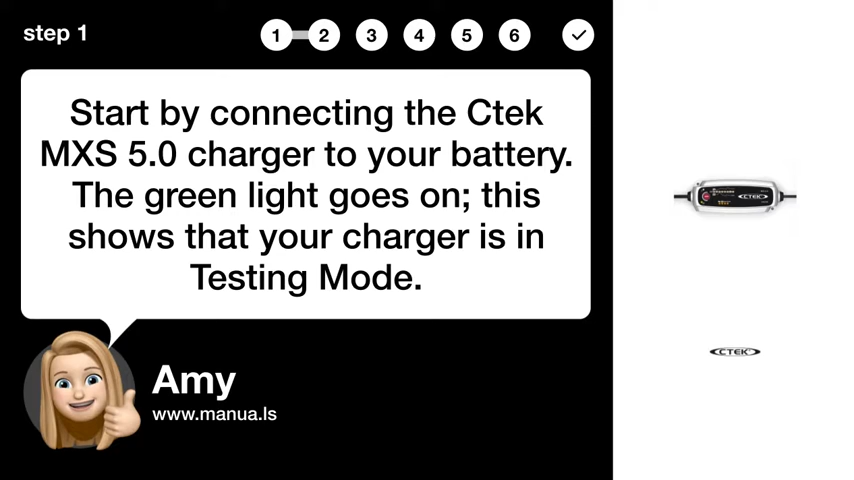 step 1
1 2 3 4 5 6
Start by connecting the Ctek
MXS 5.0 charger to your battery.
The green light goes on; this
shows that your charger is in
Testing Mode.
Amy
www.manua.ls
CTEK
CTEK